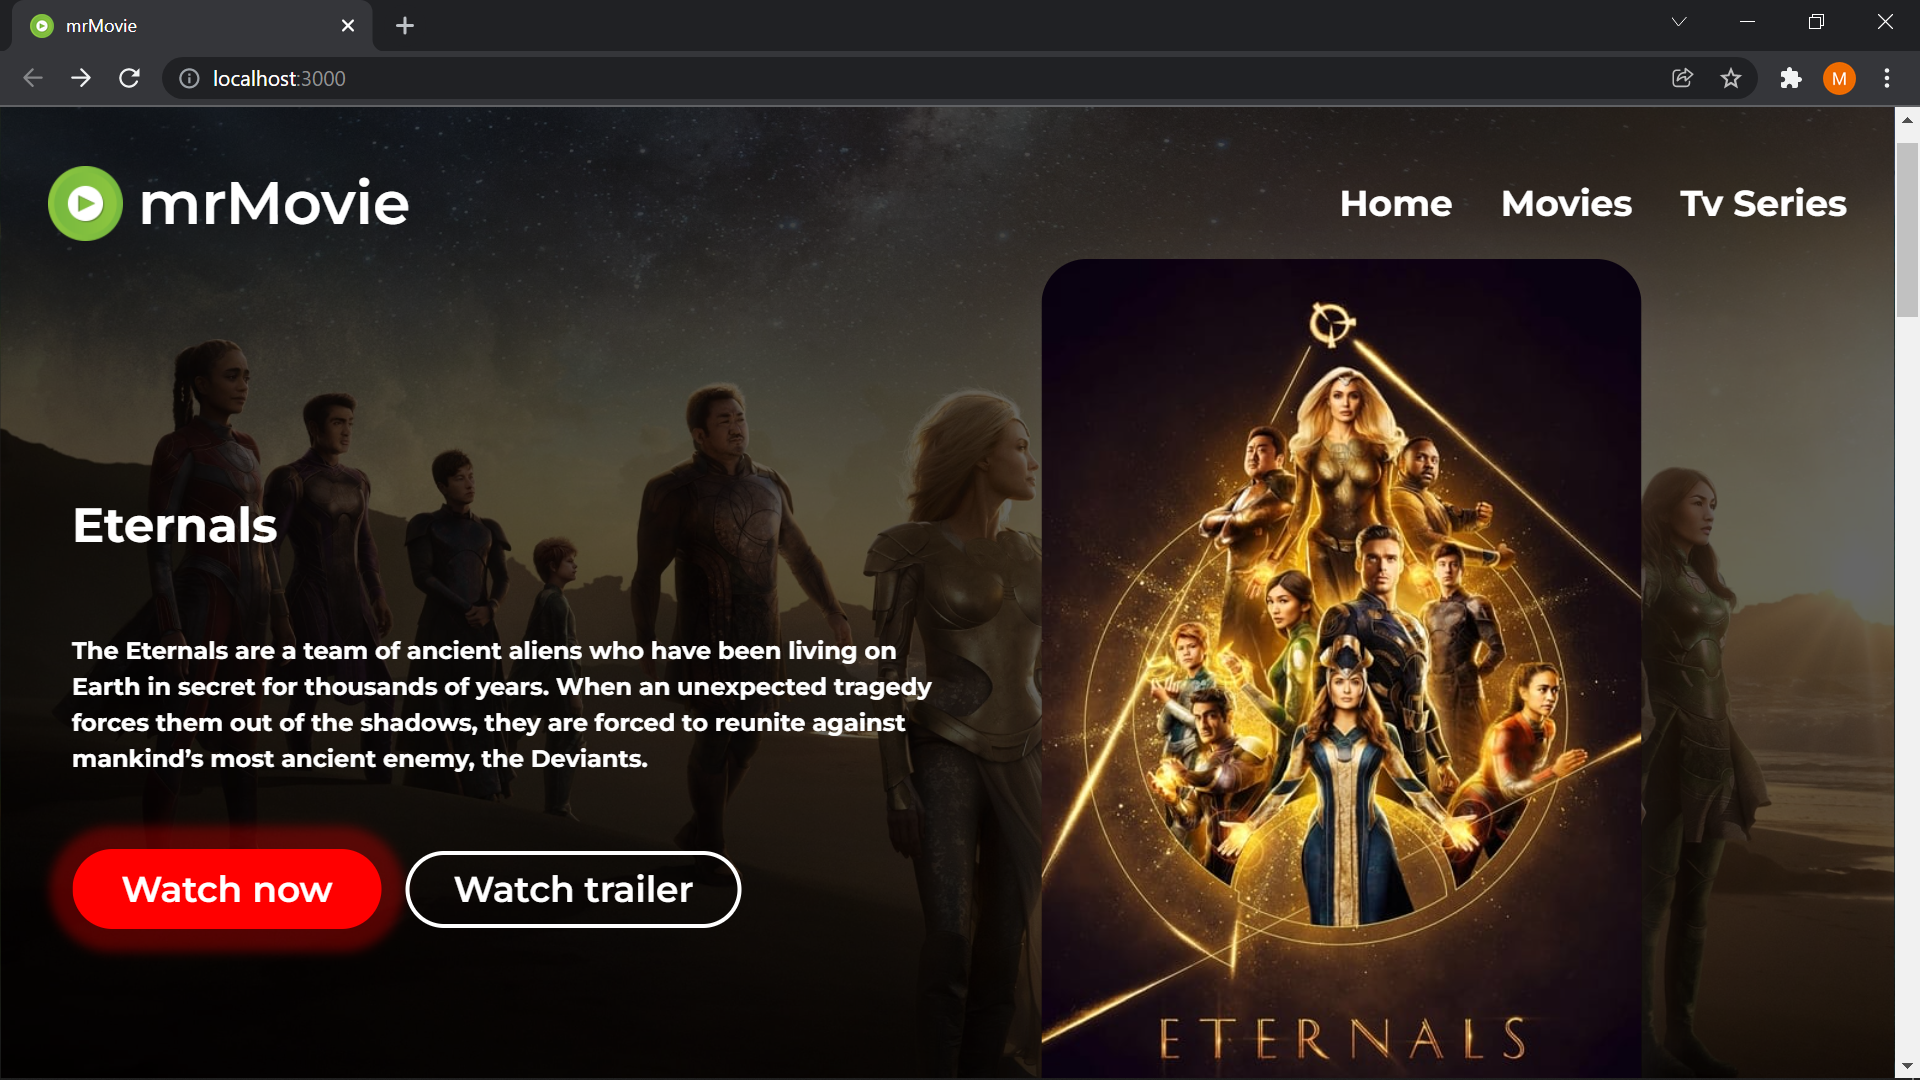 mrMovie
localhost:3000
M
mrMovie
Home Movies Tv Series
Eternals
The Eternals are a team of ancient aliens who have been living on
Earth in secret for thousands of years. When an unexpected tragedy
forces them out of the shadows, they are forced to reunite against
mankind’s most ancient enemy, the Deviants.
Watch now Watch trailer
ETERNALS